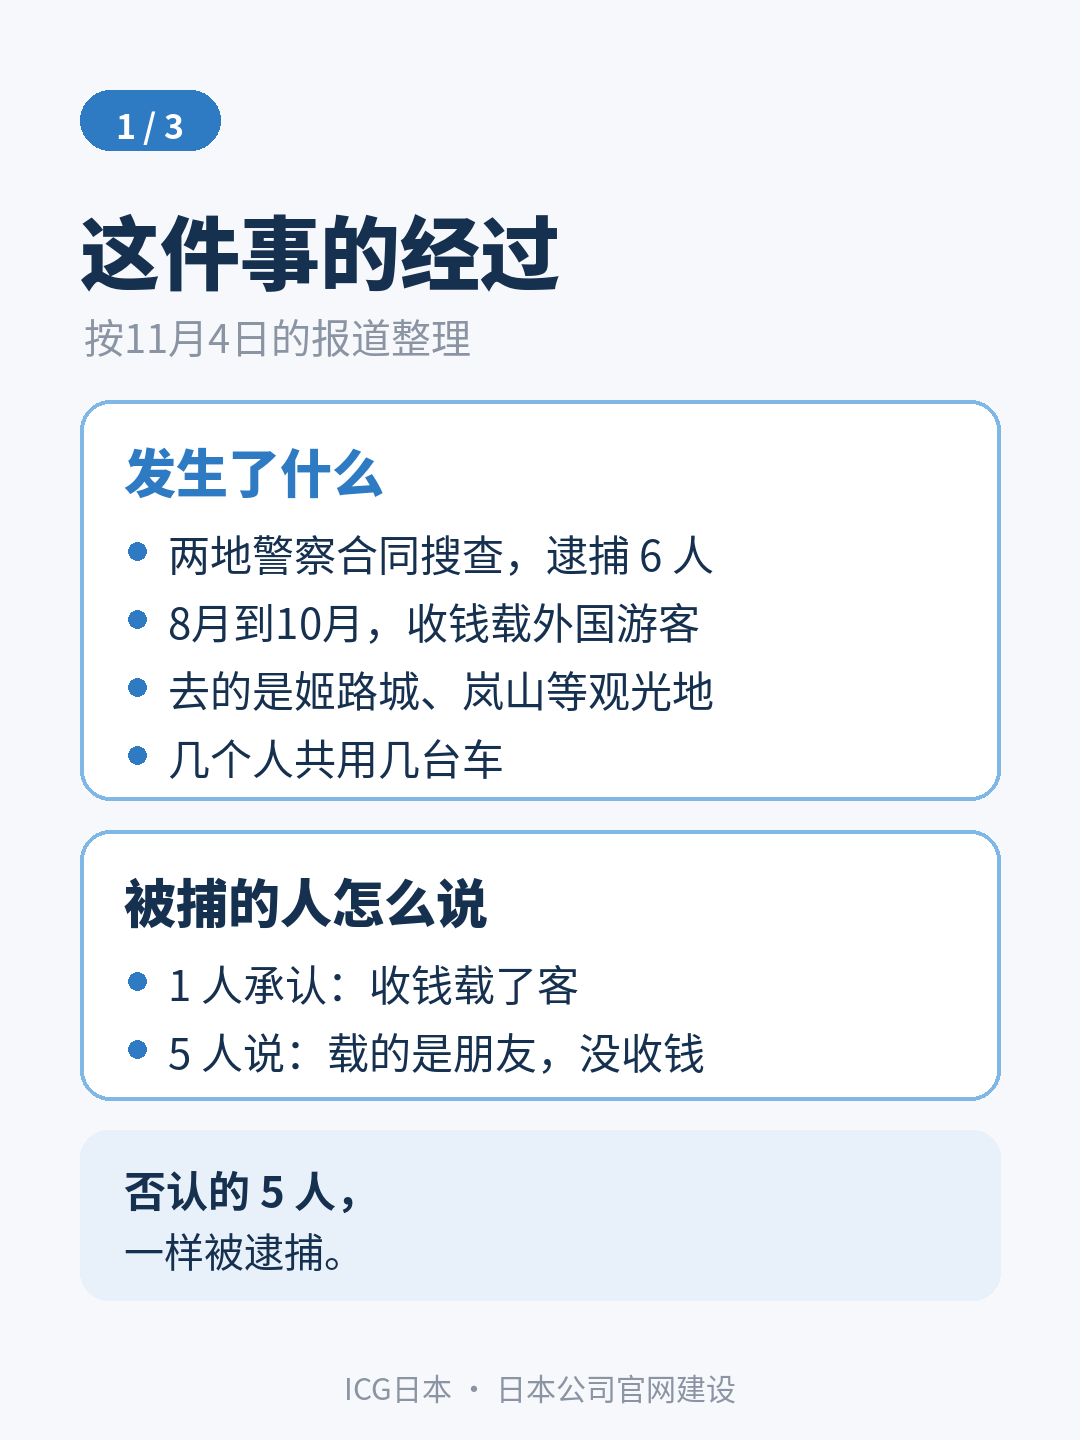 1 / 3
这件事的经过
按11月4日的报道整理
发生了什么
两地警察合同搜查，逮捕 6 人
8月到10月，收钱载外国游客
去的是姬路城、岚山等观光地
几个人共用几台车
被捕的人怎么说
1 人承认：收钱载了客
5 人说：载的是朋友，没收钱
否认的 5 人，
一样被逮捕。
ICG日本 · 日本公司官网建设